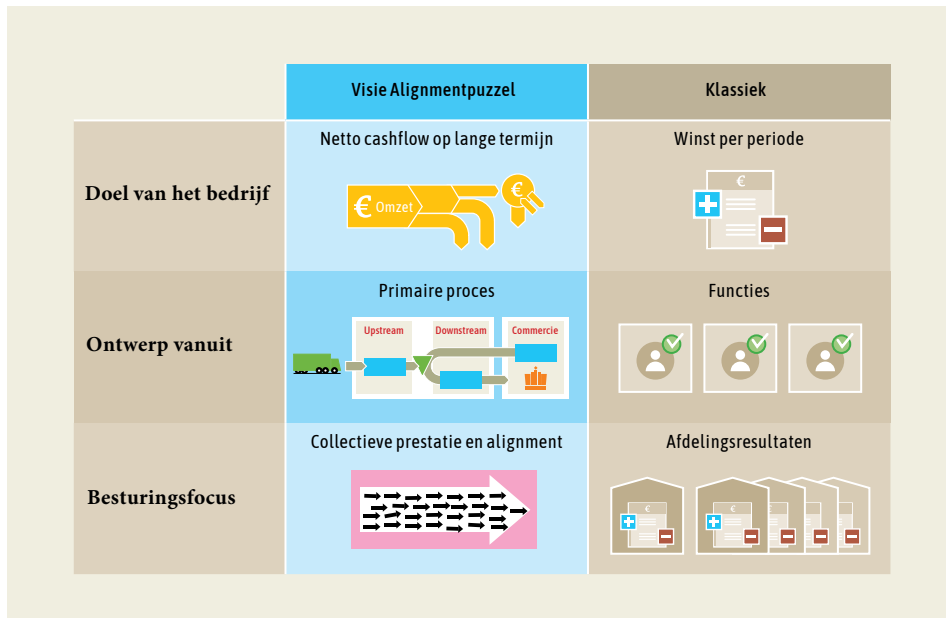 Visie Alignmentpuzzel
Klassiek
Doel van het bedrijf
Netto cashflow op lange termijn
€ Omzet
€
Winst per periode
€
Ontwerp vanuit
Primaire proces
Upstream
Downstream
Commercie
Functies
Besturingsfocus
Collectieve prestatie en alignment
Afdelingsresultaten
€
€